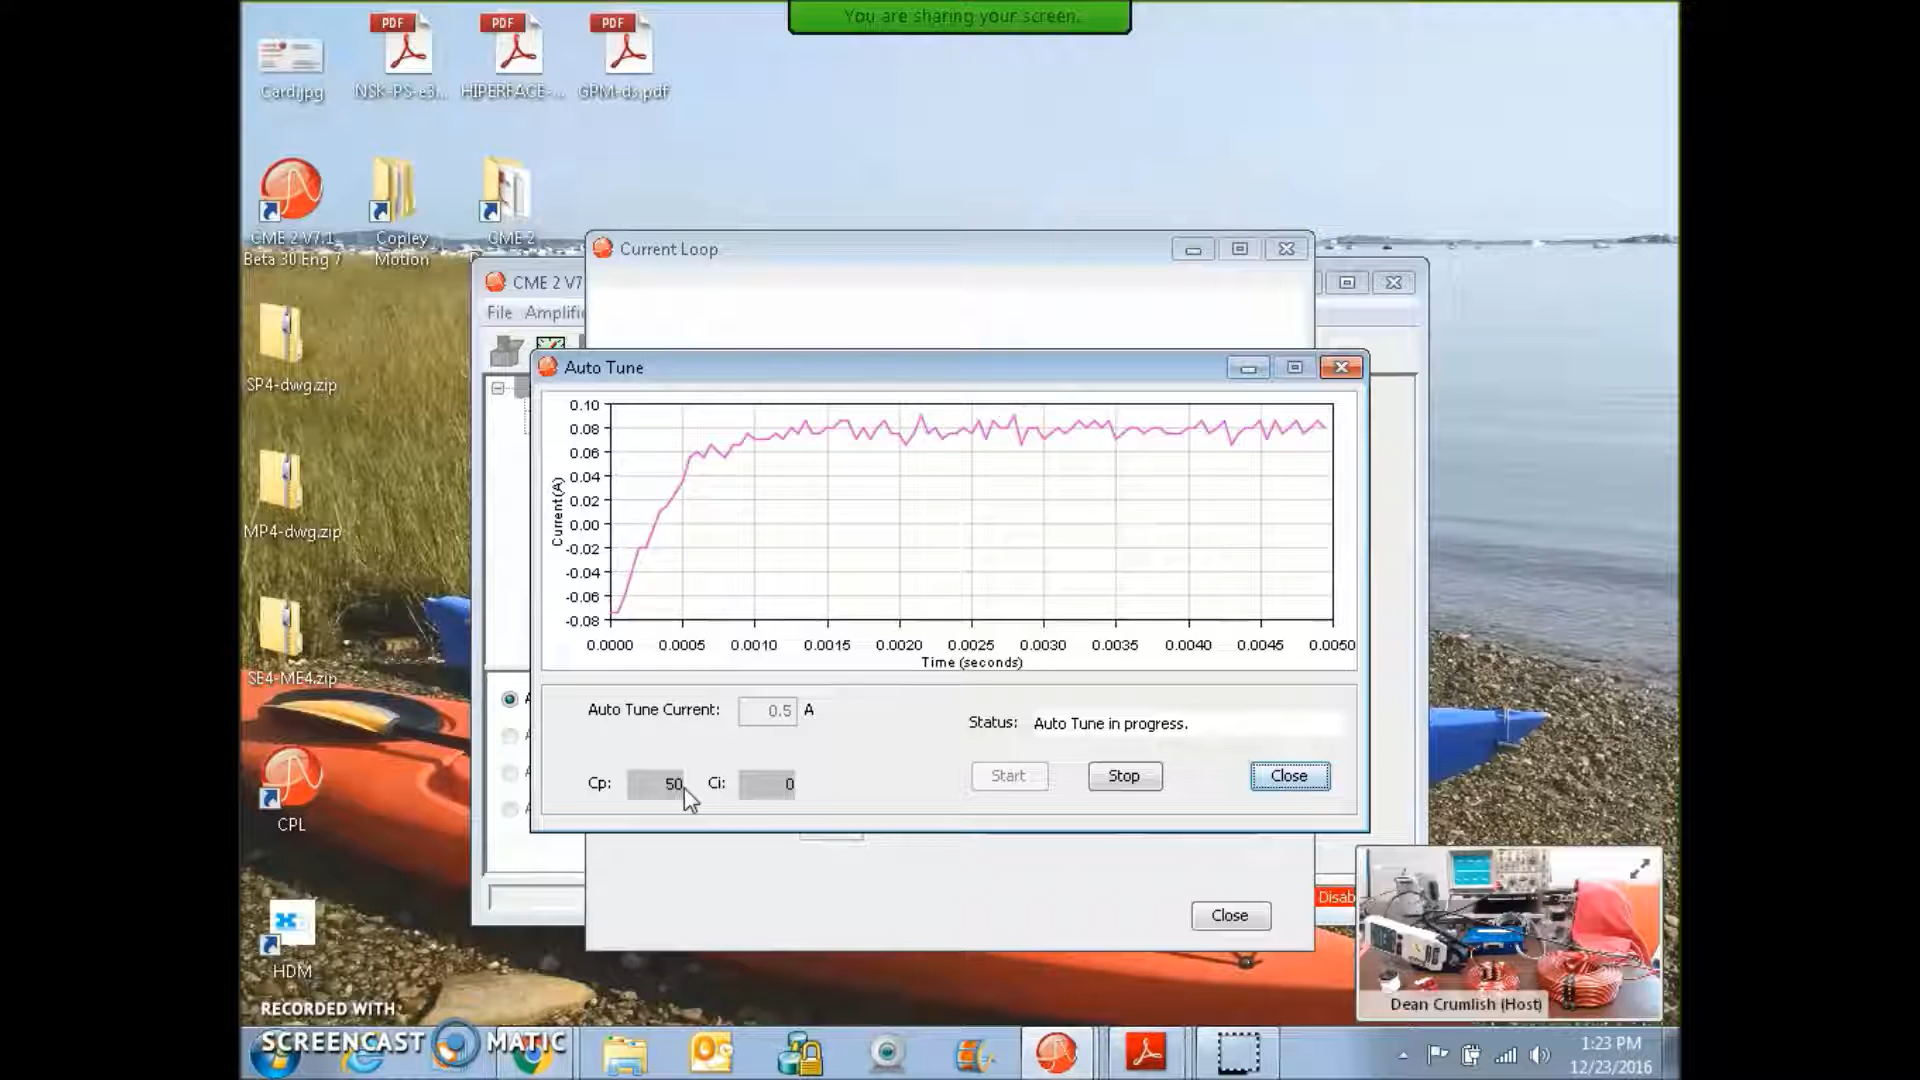 You are sharing your screen.
PDF
PDF
PDF
Card.jpg
NSK-PS-e3...
HIPERFACE-...
GPM-ds.pdf
CME 2 V7.1
Beta 30 Eng 7
Copley
Motion
CME 2
SP4-dwg.zip
MP4-dwg.zip
SE4-ME4.zip
CPL
HDM
Current Loop
CME 2 V7
File Amplifi
Auto Tune
0.10
0.08
0.06
0.04
0.02
0.00
-0.02
-0.04
-0.06
-0.08
Current (A)
0.0000 0.0005 0.0010 0.0015 0.0020 0.0025 0.0030 0.0035 0.0040 0.0045 0.0050
Time (seconds)
Auto Tune Current: 0.5 A
Status: Auto Tune in progress.
Cp: 50 Ci: 0
Start Stop Close
Disab
Close
Dean Crumlish (Host)
RECORDED WITH
SCREENCAST MATIC
1:23 PM
12/23/2016